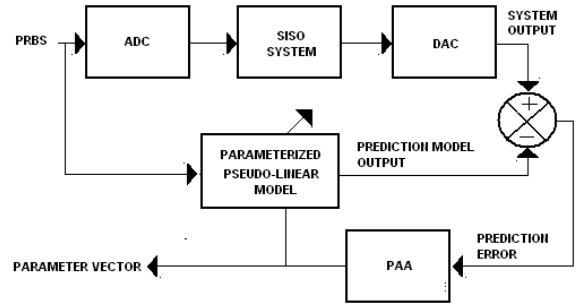 SYSTEM
OUTPUT
PRBS
ADC
SISO
SYSTEM
DAC
+
−
PARAMETERIZED
PSEUDO-LINEAR
MODEL
PREDICTION MODEL
OUTPUT
PREDICTION
ERROR
PAA
PARAMETER VECTOR